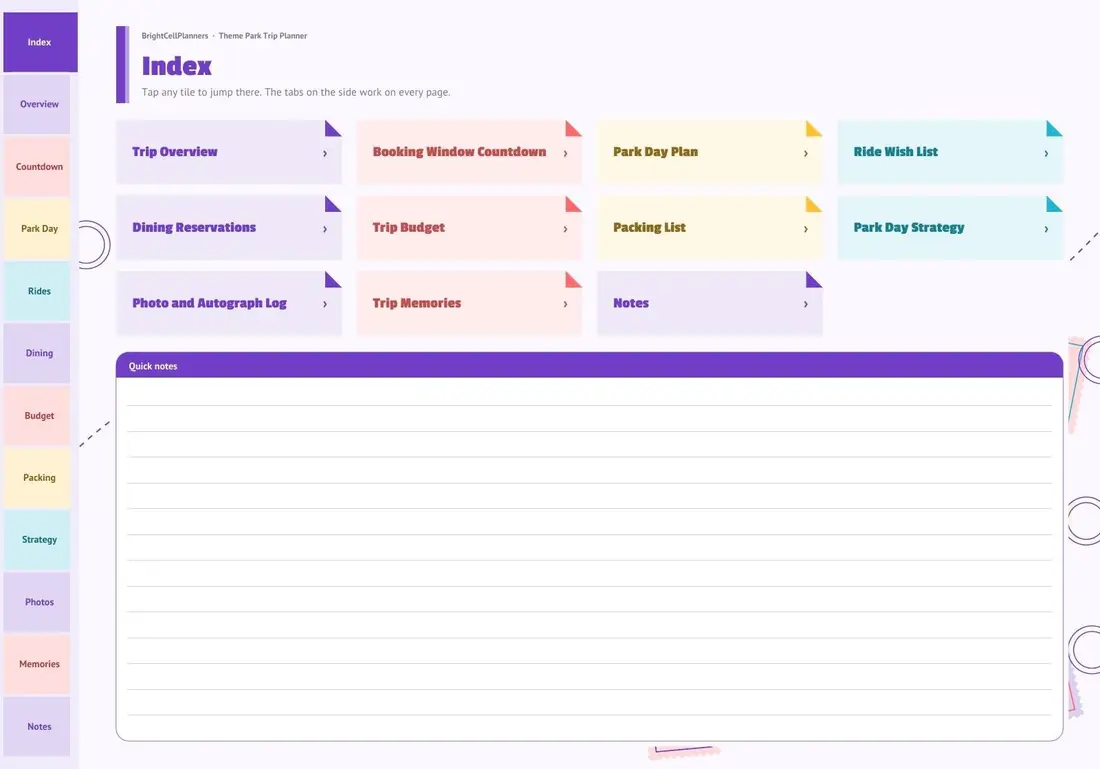 Index
Overview
Countdown
Park Day
Rides
Dining
Budget
Packing
Strategy
Photos
Memories
Notes
BrightCellPlanners · Theme Park Trip Planner
Index
Tap any tile to jump there. The tabs on the side work on every page.
Trip Overview ›
Booking Window Countdown ›
Park Day Plan ›
Ride Wish List ›
Dining Reservations ›
Trip Budget ›
Packing List ›
Park Day Strategy ›
Photo and Autograph Log ›
Trip Memories ›
Notes ›
Quick notes